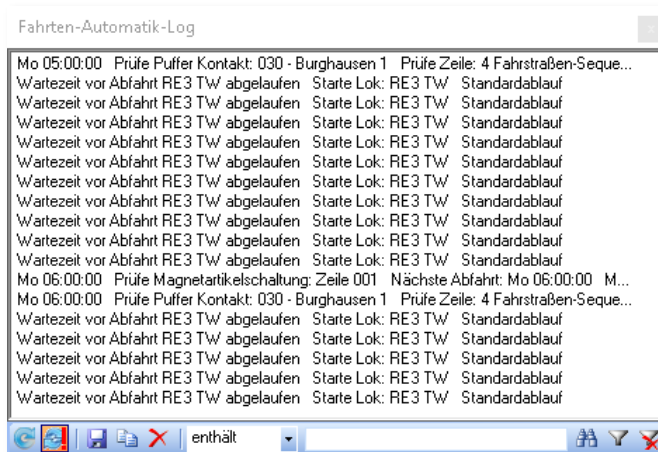 Fahrten-Automatik-Log
x
Mo 05:00:00 Prüfe Puffer Kontakt: 030 - Burghausen 1 Prüfe Zeile: 4 Fahrstraßen-Seque...
Wartezeit vor Abfahrt RE3 TW abgelaufen Starte Lok: RE3 TW Standardablauf
Wartezeit vor Abfahrt RE3 TW abgelaufen Starte Lok: RE3 TW Standardablauf
Wartezeit vor Abfahrt RE3 TW abgelaufen Starte Lok: RE3 TW Standardablauf
Wartezeit vor Abfahrt RE3 TW abgelaufen Starte Lok: RE3 TW Standardablauf
Wartezeit vor Abfahrt RE3 TW abgelaufen Starte Lok: RE3 TW Standardablauf
Wartezeit vor Abfahrt RE3 TW abgelaufen Starte Lok: RE3 TW Standardablauf
Wartezeit vor Abfahrt RE3 TW abgelaufen Starte Lok: RE3 TW Standardablauf
Wartezeit vor Abfahrt RE3 TW abgelaufen Starte Lok: RE3 TW Standardablauf
Wartezeit vor Abfahrt RE3 TW abgelaufen Starte Lok: RE3 TW Standardablauf
Wartezeit vor Abfahrt RE3 TW abgelaufen Starte Lok: RE3 TW Standardablauf
Mo 06:00:00 Prüfe Magnetartikelschaltung: Zeile 001 Nächste Abfahrt: Mo 06:00:00 M...
Mo 06:00:00 Prüfe Puffer Kontakt: 030 - Burghausen 1 Prüfe Zeile: 4 Fahrstraßen-Seque...
Wartezeit vor Abfahrt RE3 TW abgelaufen Starte Lok: RE3 TW Standardablauf
Wartezeit vor Abfahrt RE3 TW abgelaufen Starte Lok: RE3 TW Standardablauf
Wartezeit vor Abfahrt RE3 TW abgelaufen Starte Lok: RE3 TW Standardablauf
Wartezeit vor Abfahrt RE3 TW abgelaufen Starte Lok: RE3 TW Standardablauf
Wartezeit vor Abfahrt RE3 TW abgelaufen Starte Lok: RE3 TW Standardablauf
enthält